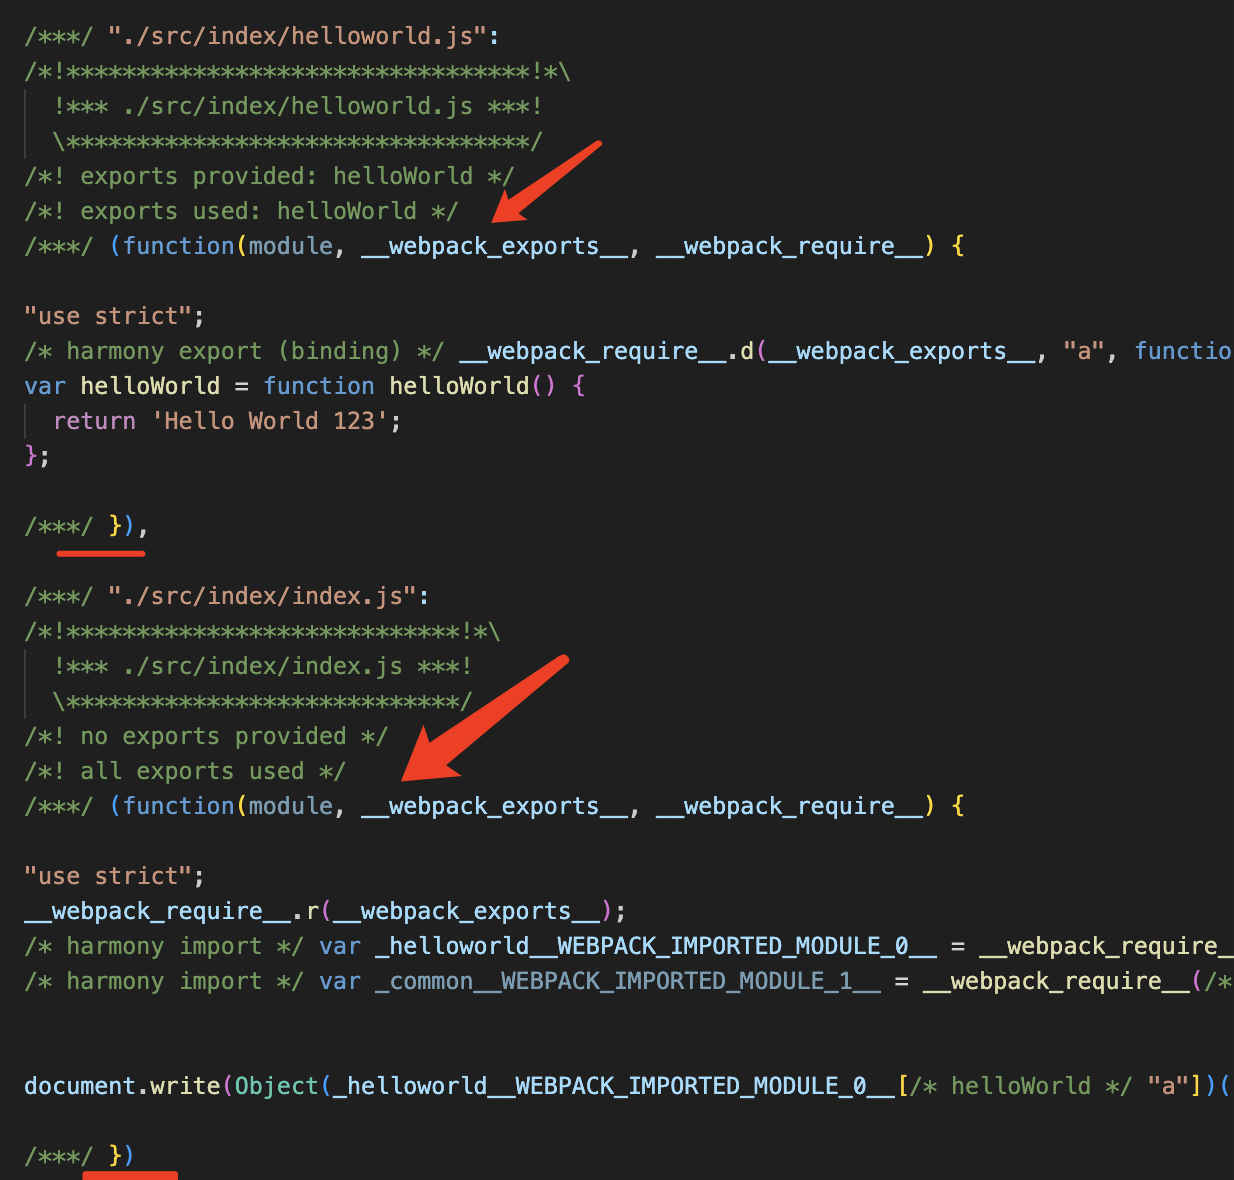 /***/ "./src/index/helloworld.js":
/*!*********************************!*\
!*** ./src/index/helloworld.js ***!
\*********************************/
/*! exports provided: helloWorld */
/*! exports used: helloWorld */
/***/ (function(module, __webpack_exports__, __webpack_require__) {
"use strict";
/* harmony export (binding) */ __webpack_require__.d(__webpack_exports__, "a", functio
var helloWorld = function helloWorld() {
return 'Hello World 123';
};
/***/ }),
/***/ "./src/index/index.js":
/*!****************************!*\
!*** ./src/index/index.js ***!
\****************************/
/*! no exports provided */
/*! all exports used */
/***/ (function(module, __webpack_exports__, __webpack_require__) {
"use strict";
__webpack_require__.r(__webpack_exports__);
/* harmony import */ var _helloworld__WEBPACK_IMPORTED_MODULE_0__ = __webpack_require_
/* harmony import */ var _common__WEBPACK_IMPORTED_MODULE_1__ = __webpack_require__(/*
document.write(Object(_helloworld__WEBPACK_IMPORTED_MODULE_0__[/* helloWorld */ "a"])(
/***/ })